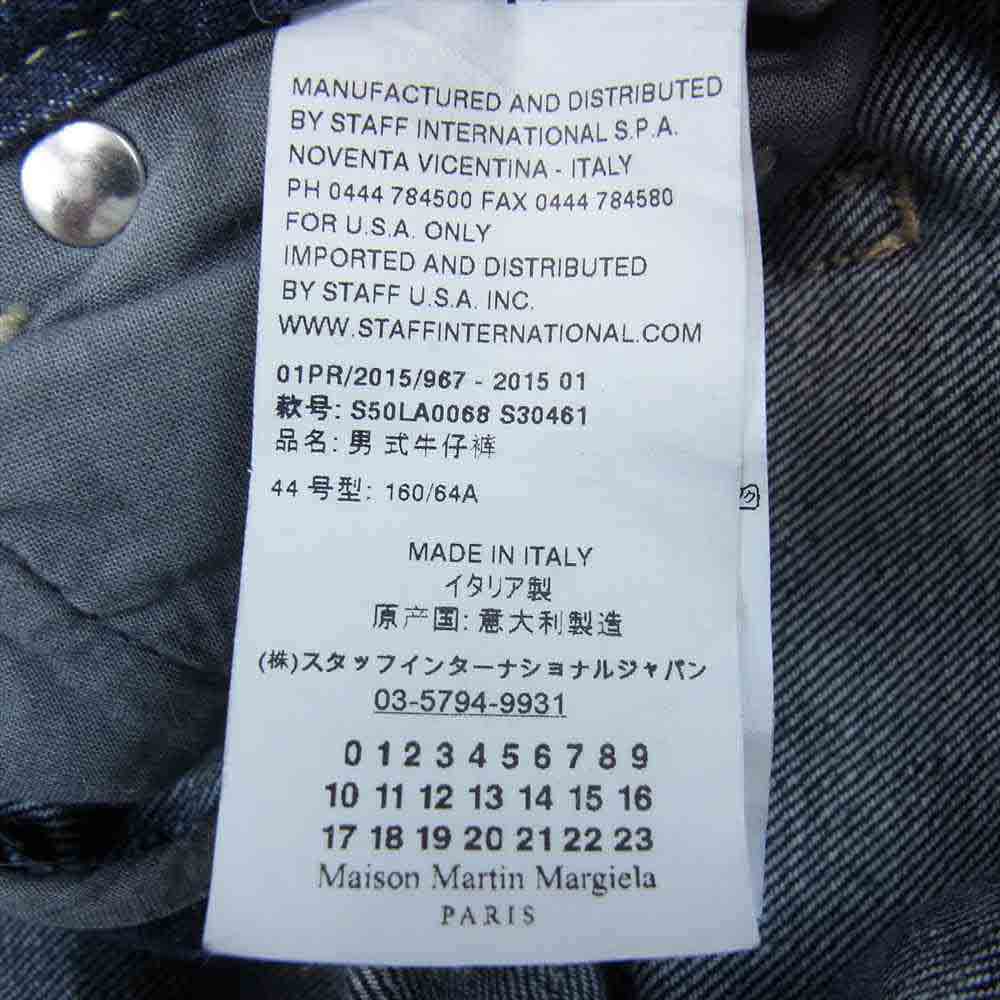 MANUFACTURED AND DISTRIBUTED
BY STAFF INTERNATIONAL S.P.A.
NOVENTA VICENTINA - ITALY
PH 0444 784500 FAX 0444 784580
FOR U.S.A. ONLY
IMPORTED AND DISTRIBUTED
BY STAFF U.S.A. INC.
WWW.STAFFINTERNATIONAL.COM
01PR/2015/967 - 2015 01
款号: S50LA0068 S30461
品名: 男 式牛仔裤
44 号型: 160/64A
MADE IN ITALY
イタリア製
原产国: 意大利製造
(株)スタッフインターナショナルジャパン
03-5794-9931
0 1 2 3 4 5 6 7 8 9
10 11 12 13 14 15 16
17 18 19 20 21 22 23
Maison Martin Margiela
PARIS